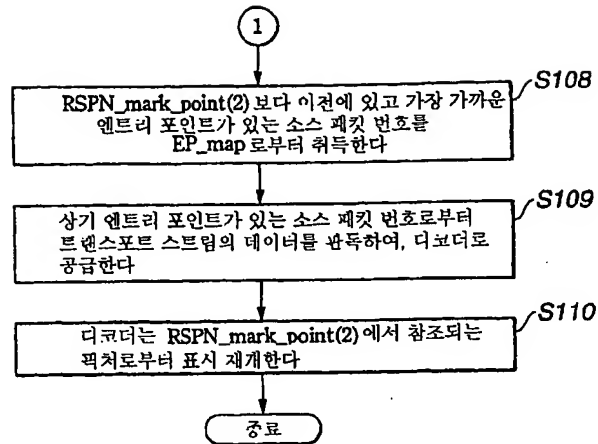 1
S108
RSPN_mark_point(2) 보다 이전에 있고 가장 가까운
엔트리 포인트가 있는 소스 패킷 번호를
EP_map 로부터 취득한다
S109
상기 엔트리 포인트가 있는 소스 패킷 번호로부터
트랜스포트 스트림의 데이터를 판독하여, 디코더로
공급한다
S110
디코더는 RSPN_mark_point(2) 에서 참조되는
픽처로부터 표시 재개한다
종료